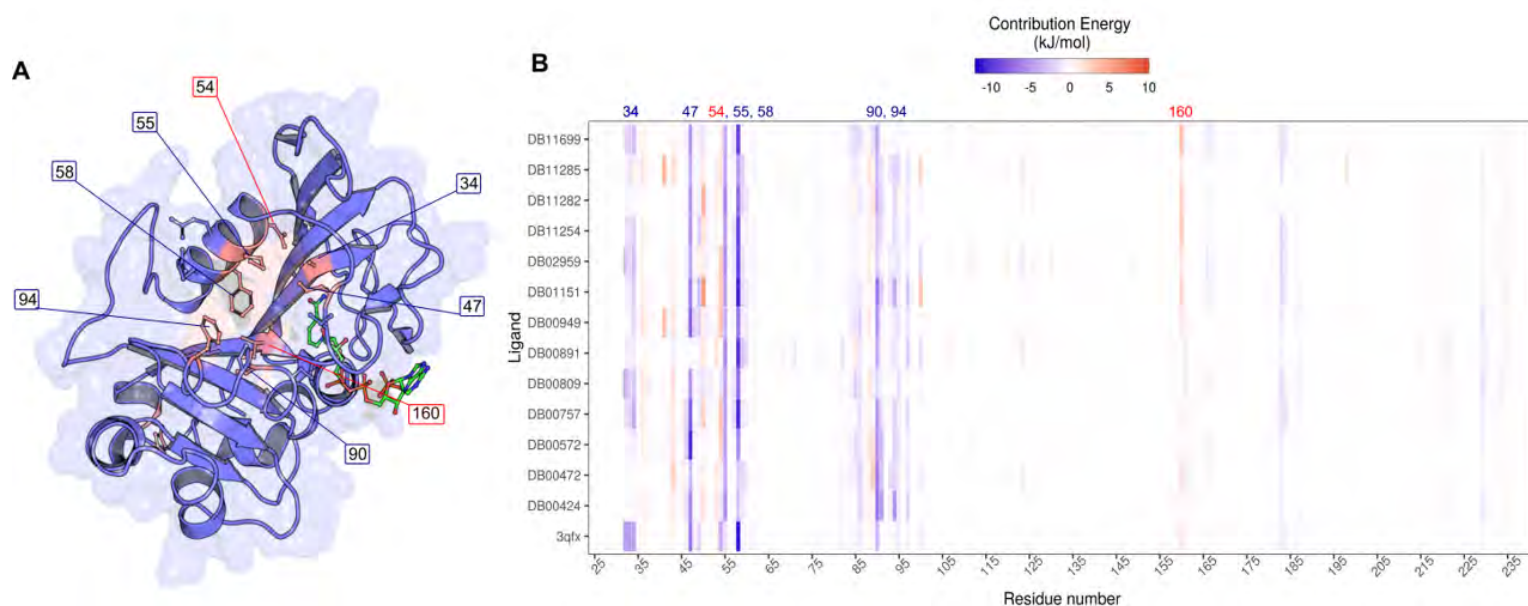 A
54
55
58
34
94
47
160
90
B
Contribution Energy
(kJ/mol)
-10 -5 0 5 10
34 47 54, 55, 58 90, 94 160
Ligand
DB11699
DB11285
DB11282
DB11254
DB02959
DB01151
DB00949
DB00891
DB00809
DB00757
DB00572
DB00472
DB00424
3qfx
25 35 45 55 65 75 85 95 105 115 125 135 145 155 165 175 185 195 205 215 225 235
Residue number